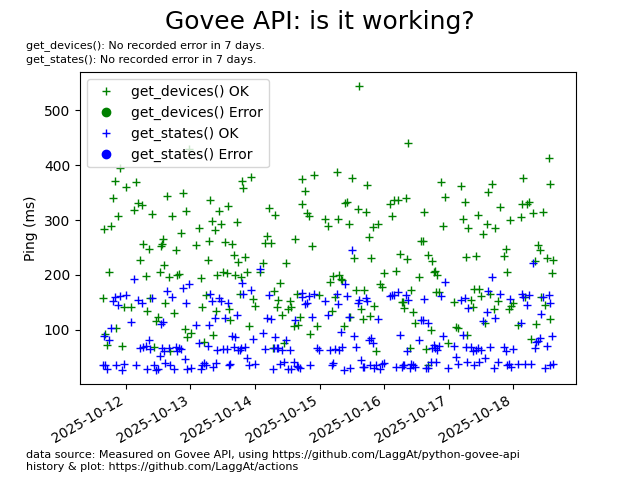 Govee API: is it working?
get_devices(): No recorded error in 7 days.
get_states(): No recorded error in 7 days.
get_devices() OK
get_devices() Error
get_states() OK
get_states() Error
Ping (ms)
500
400
300
200
100
2025-10-12
2025-10-13
2025-10-14
2025-10-15
2025-10-16
2025-10-17
2025-10-18
data source: Measured on Govee API, using https://github.com/LaggAt/python-govee-api
history & plot: https://github.com/LaggAt/actions